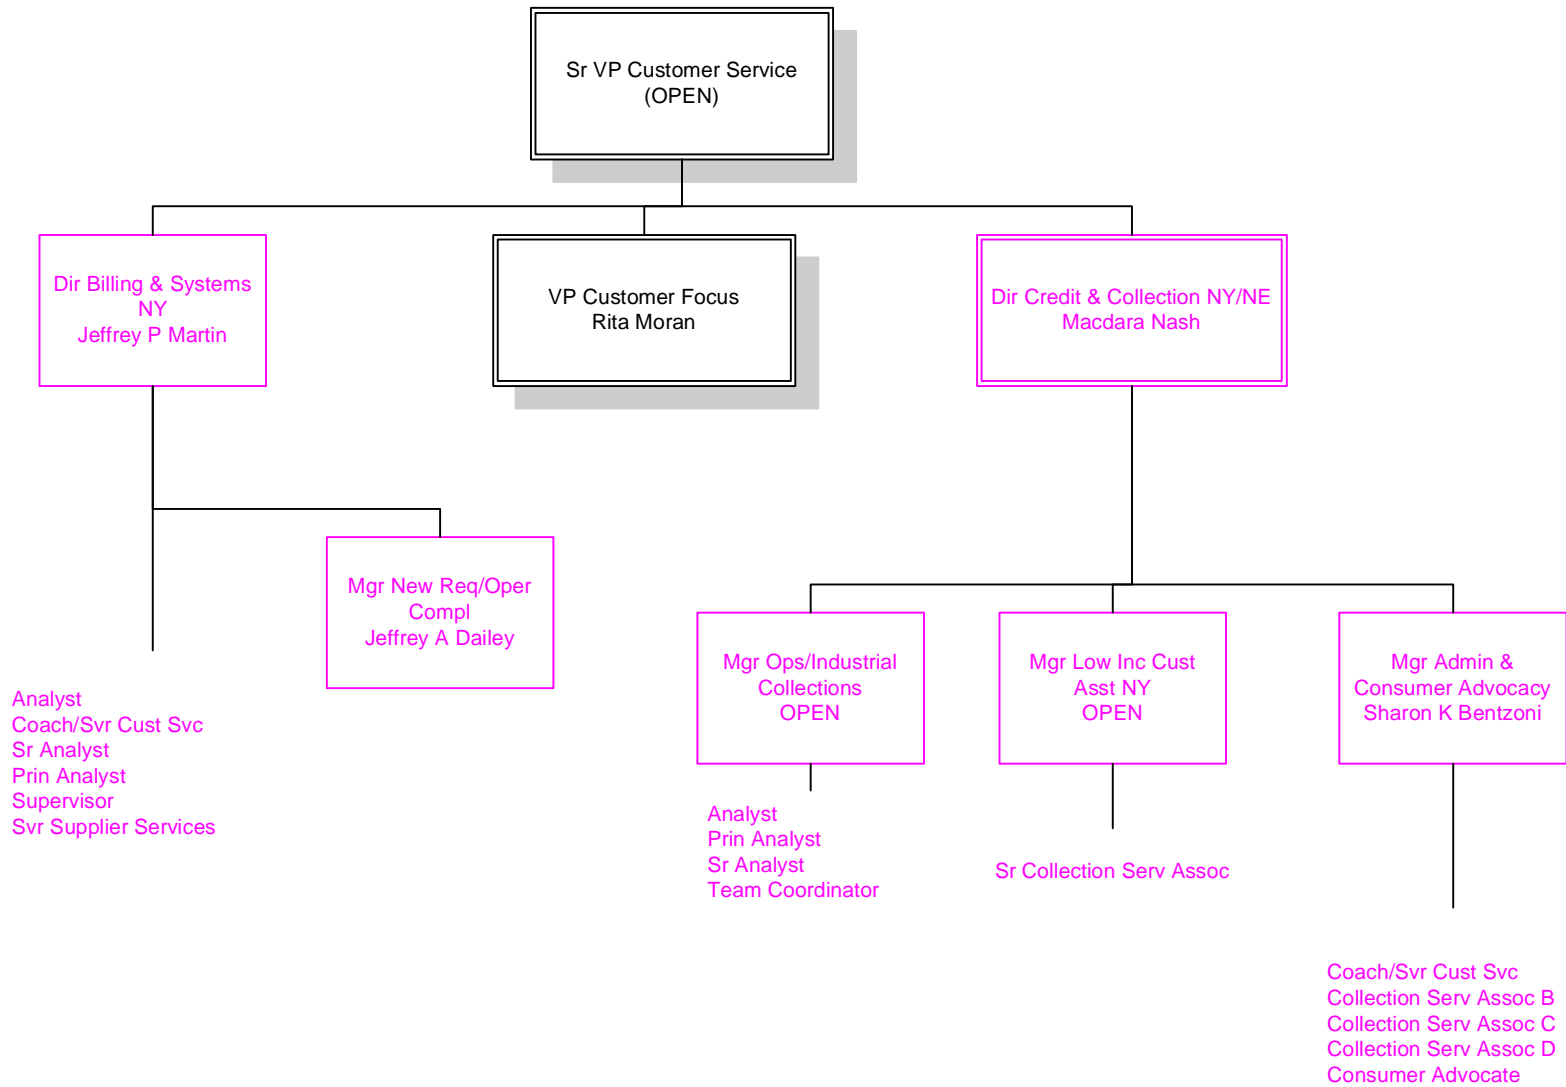 Sr VP Customer Service
(OPEN)
Dir Billing & Systems
NY
Jeffrey P Martin
VP Customer Focus
Rita Moran
Dir Credit & Collection NY/NE
Macdara Nash
Mgr New Req/Oper
Compl
Jeffrey A Dailey
Mgr Ops/Industrial
Collections
OPEN
Mgr Low Inc Cust
Asst NY
OPEN
Mgr Admin &
Consumer Advocacy
Sharon K Bentzoni
Analyst
Coach/Svr Cust Svc
Sr Analyst
Prin Analyst
Supervisor
Svr Supplier Services
Analyst
Prin Analyst
Sr Analyst
Team Coordinator
Sr Collection Serv Assoc
Coach/Svr Cust Svc
Collection Serv Assoc B
Collection Serv Assoc C
Collection Serv Assoc D
Consumer Advocate